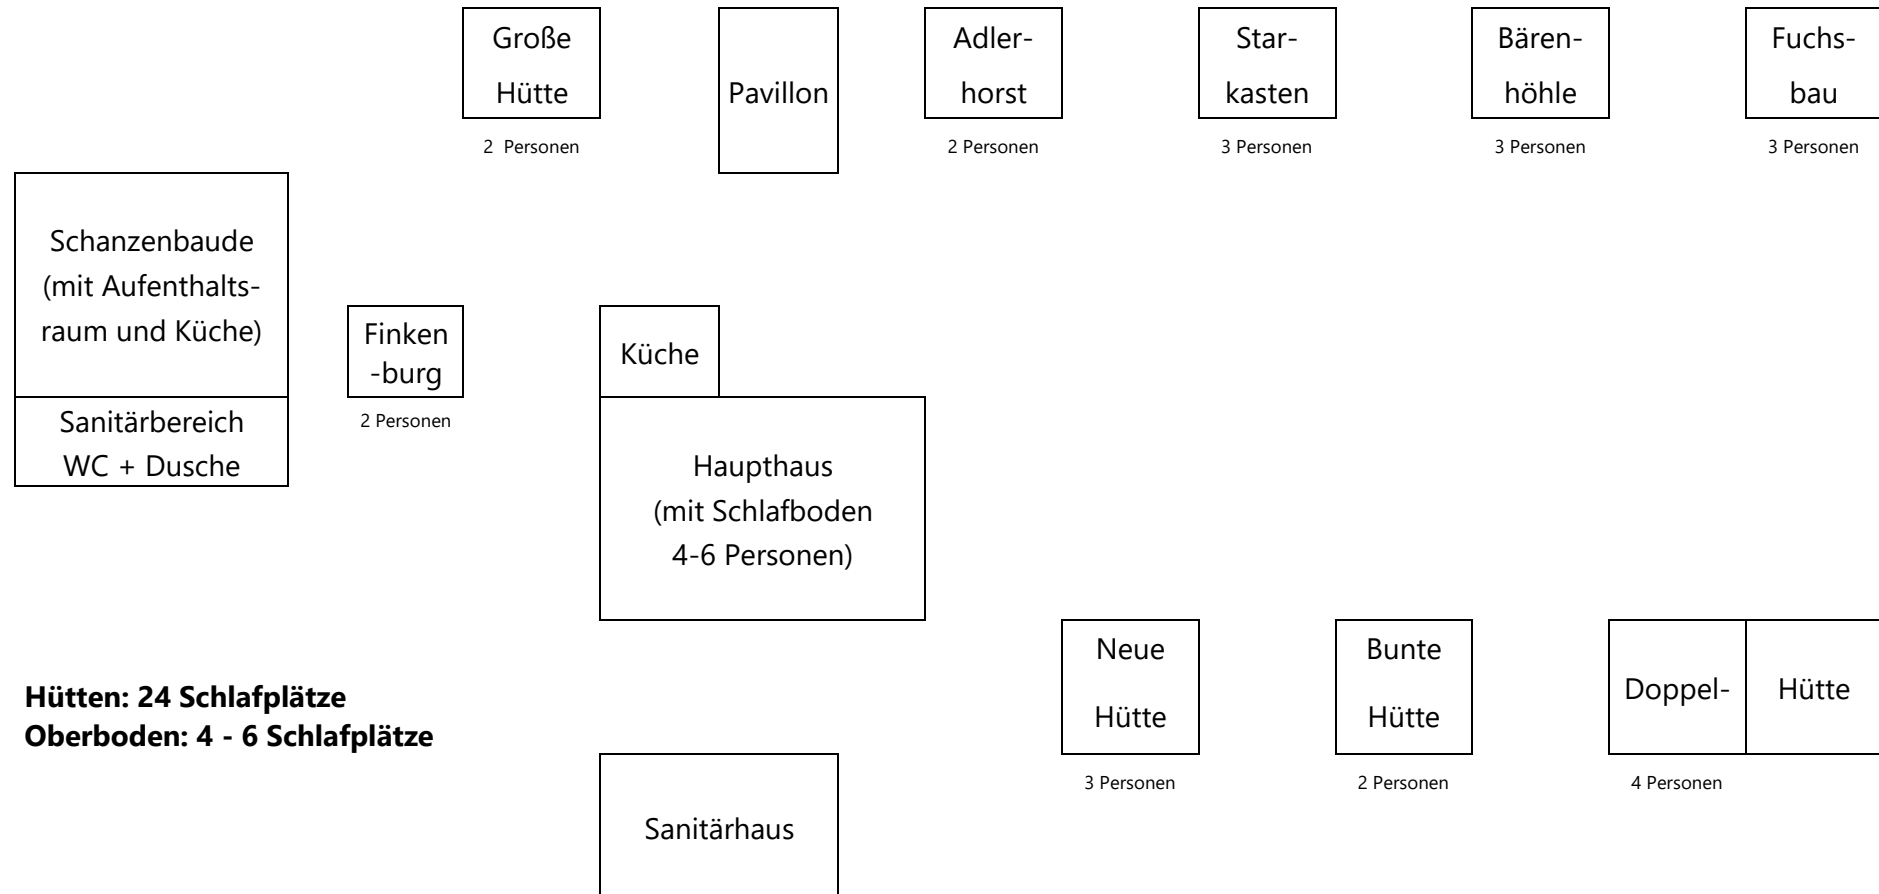 Große
Hütte
2 Personen
Pavillon
Adler-
horst
2 Personen
Star-
kasten
3 Personen
Bären-
höhle
3 Personen
Fuchs-
bau
3 Personen
Schanzenbaude
(mit Aufenthalts-
raum und Küche)
Sanitärbereich
WC + Dusche
Finken
-burg
2 Personen
Küche
Haupthaus
(mit Schlafboden
4-6 Personen)
Neue
Hütte
3 Personen
Bunte
Hütte
2 Personen
Doppel- Hütte
4 Personen
Hütten: 24 Schlafplätze
Oberboden: 4 - 6 Schlafplätze
Sanitärhaus